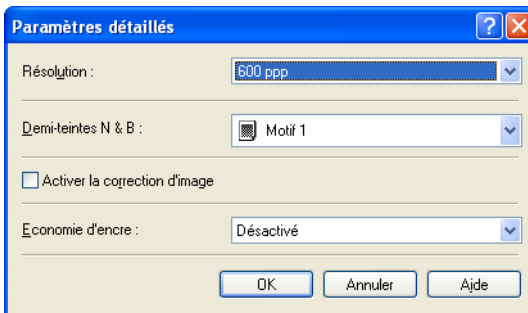 Paramètres détaillés
Résolution : 600 ppp
Demi-teintes N & B : Motif 1
Activer la correction d'image
Economie d'encre : Désactivé
OK Annuler Aide